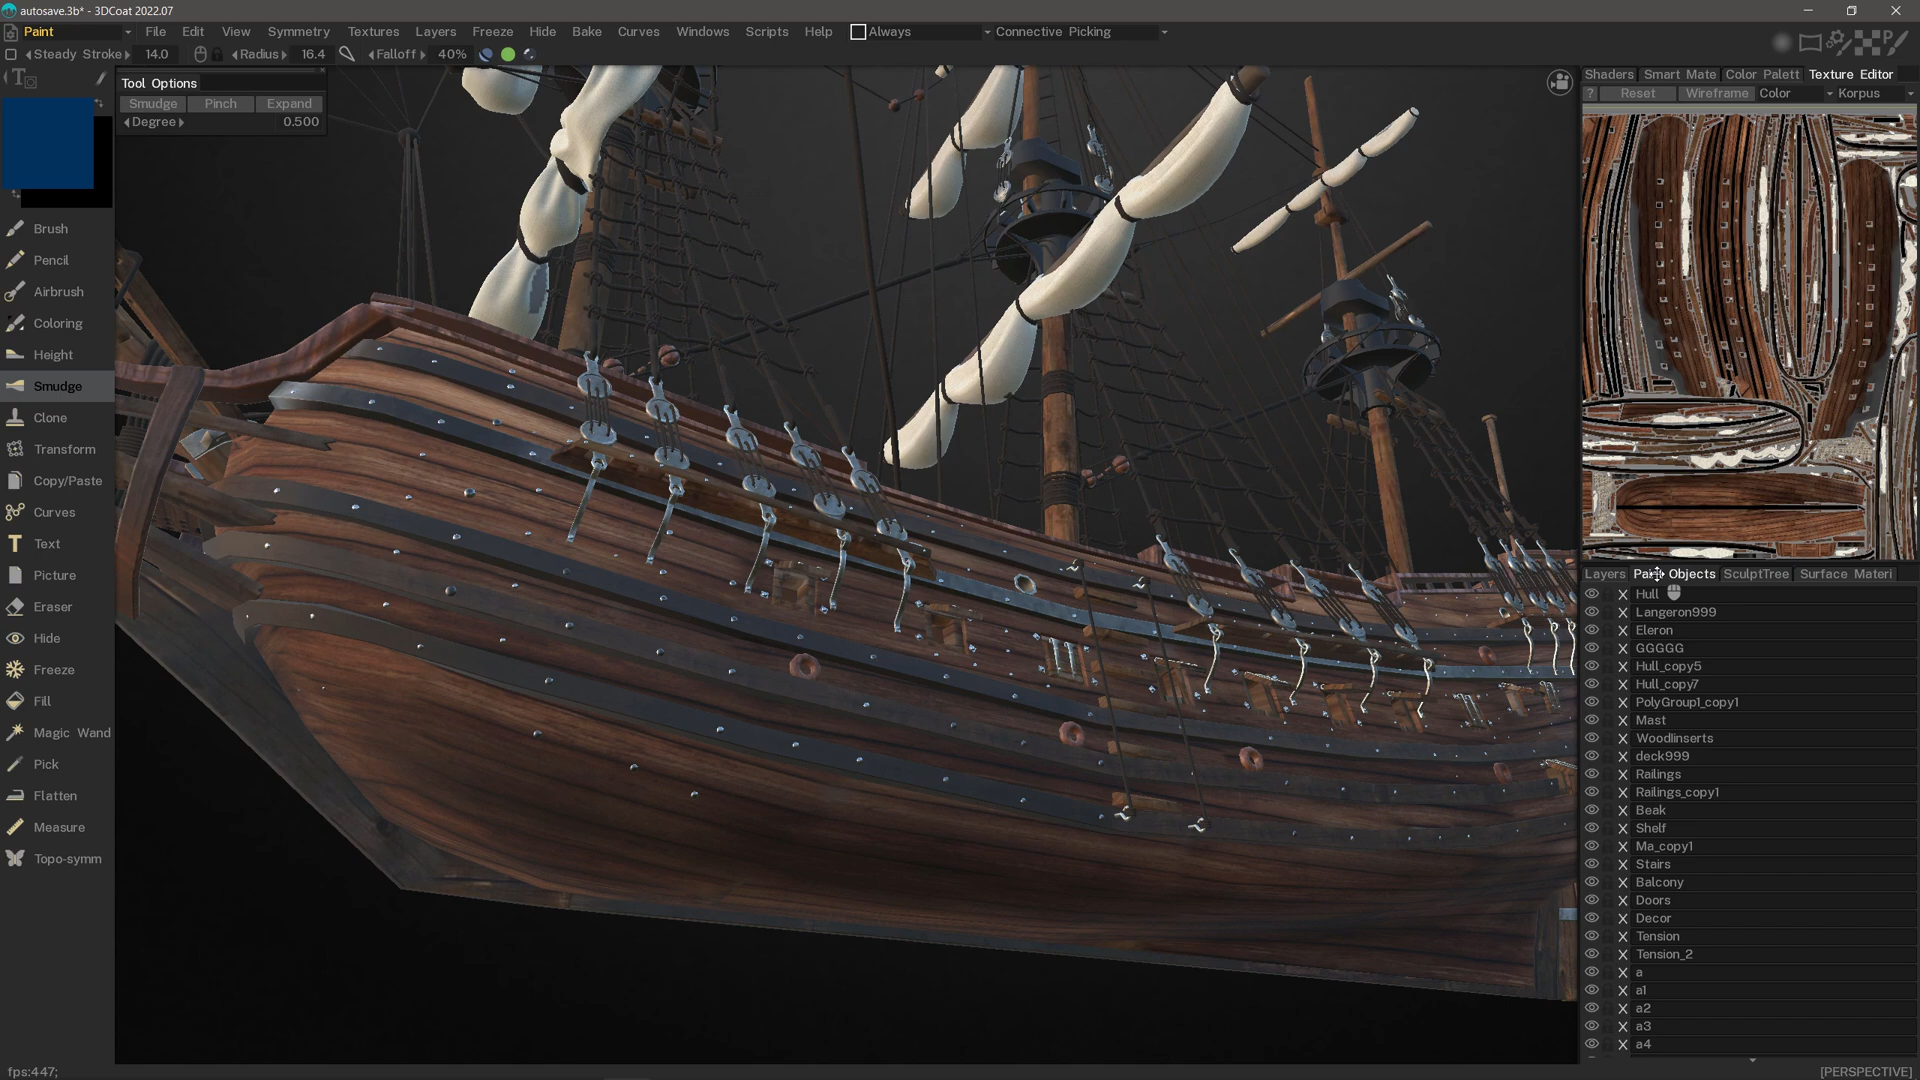 autosave.3b* - 3DCoat 2022.07
Paint File Edit View Symmetry Textures Layers Freeze Hide Bake Curves Windows Scripts Help Always Connective Picking
Steady Stroke 14.0 Radius 16.4 Falloff 40%
Tool Options
Smudge Pinch Expand
Degree 0.500
Brush
Pencil
Airbrush
Coloring
Height
Smudge
Clone
Transform
Copy/Paste
Curves
Text
Picture
Eraser
Hide
Freeze
Fill
Magic Wand
Pick
Flatten
Measure
Topo-symm
Shaders Smart Mate Color Palett Texture Editor
? Reset Wireframe Color Korpus
Layers Paint Objects SculptTree Surface Materi
X Hull
X Langeron999
X Eleron
X GGGGG
X Hull_copy5
X Hull_copy7
X PolyGroup1_copy1
X Mast
X Woodlinserts
X deck999
X Railings
X Railings_copy1
X Beak
X Shelf
X Ma_copy1
X Stairs
X Balcony
X Doors
X Decor
X Tension
X Tension_2
X a
X a1
X a2
X a3
X a4
fps:447;
[PERSPECTIVE]